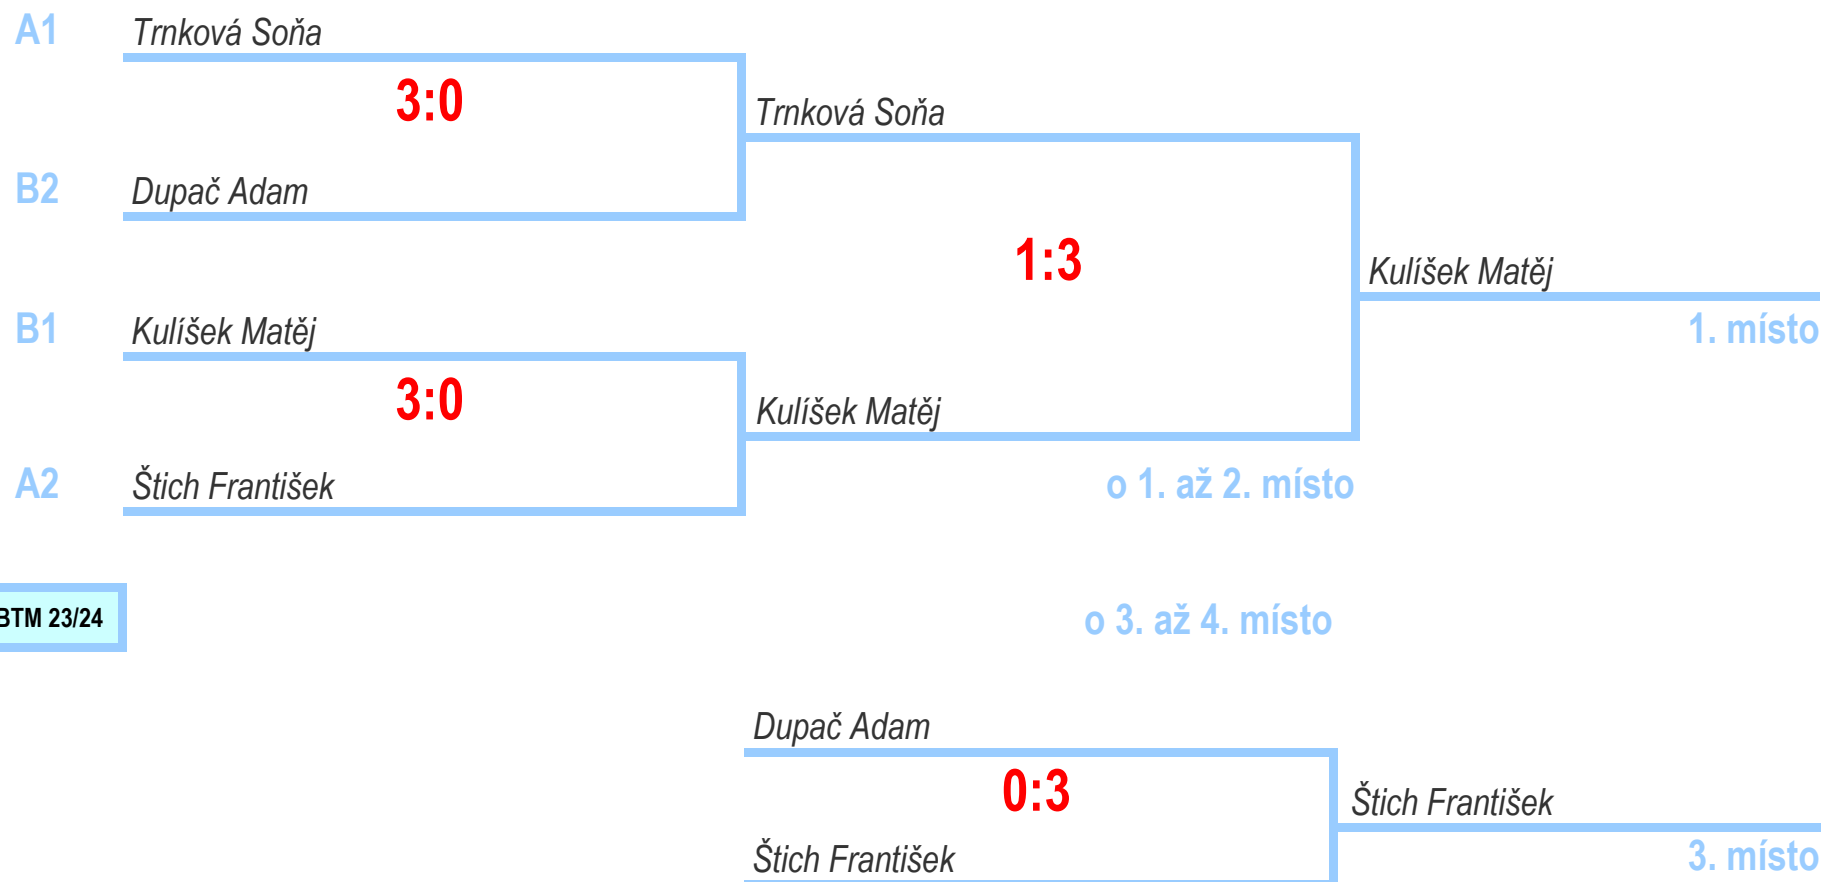 A1 Trnková Soňa
3:0
Trnková Soňa
B2 Dupač Adam
1:3
Kulíšek Matěj
1. místo
B1 Kulíšek Matěj
3:0
Kulíšek Matěj
A2 Štich František
o 1. až 2. místo
BTM 23/24
o 3. až 4. místo
Dupač Adam
0:3
Štich František
Štich František
3. místo